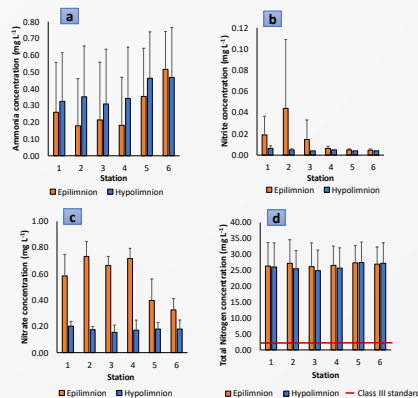 a
Ammonia concentration (mg L-1)
0.80
0.70
0.60
0.50
0.40
0.30
0.20
0.10
0.00
1 2 3 4 5 6
Station
Epilimnion Hypolimnion
b
Nitrite concentration (mg L-1)
0.12
0.10
0.08
0.06
0.04
0.02
0.00
1 2 3 4 5 6
Station
Epilimnion Hypolimnion
c
Nitrate concentration (mg L-1)
1.00
0.80
0.60
0.40
0.20
0.00
1 2 3 4 5 6
Station
Epilimnion Hypolimnion
d
Total Nitrogen concentration (mg L-1)
40.00
35.00
30.00
25.00
20.00
15.00
10.00
5.00
0.00
1 2 3 4 5 6
Station
Epilimnion Hypolimnion Class III standard